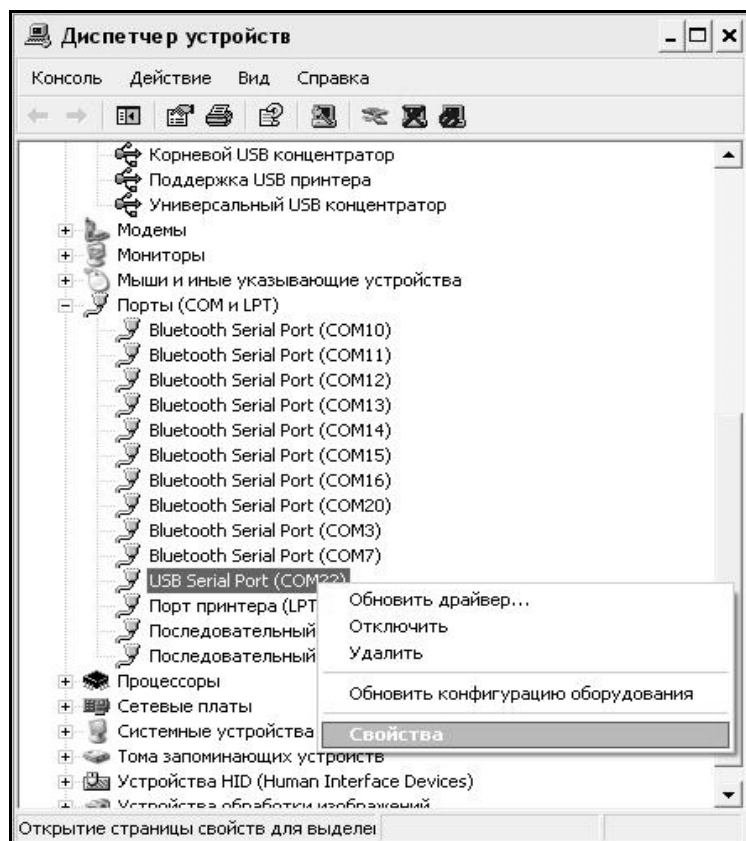 Диспетчер устройств
Консоль Действие Вид Справка
Корневой USB концентратор
Поддержка USB принтера
Универсальный USB концентратор
Модемы
Мониторы
Мыши и иные указывающие устройства
Порты (COM и LPT)
Bluetooth Serial Port (COM10)
Bluetooth Serial Port (COM11)
Bluetooth Serial Port (COM12)
Bluetooth Serial Port (COM13)
Bluetooth Serial Port (COM14)
Bluetooth Serial Port (COM15)
Bluetooth Serial Port (COM16)
Bluetooth Serial Port (COM20)
Bluetooth Serial Port (COM3)
Bluetooth Serial Port (COM7)
USB Serial Port (COM22)
Обновить драйвер...
Порт принтера (LPT
Отключить
Последовательный
Удалить
Последовательный
Процессоры
Обновить конфигурацию оборудования
Сетевые платы
Системные устройства
Свойства
Тома запоминающих устройств
Устройства HID (Human Interface Devices)
Устройства обработки изображений
Открытие страницы свойств для выделе